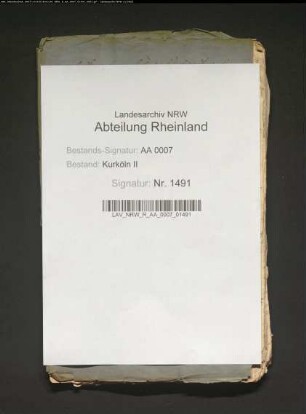 Landesarchiv NRW
Abteilung Rheinland
Bestands-Signatur: AA 0007
Bestand: Kurköln II
Signatur: Nr. 1491
LAV_NRW_R_AA_0007_01491